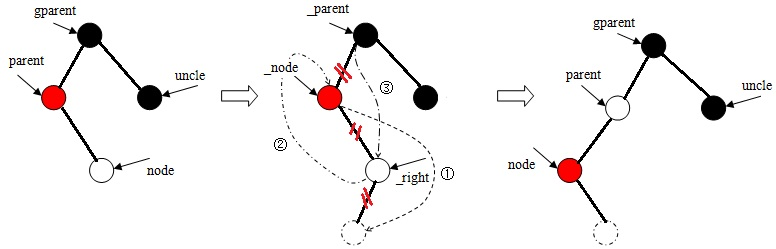 gparent
parent
uncle
node
_parent
_node
③
②
①
_right
gparent
parent
uncle
node